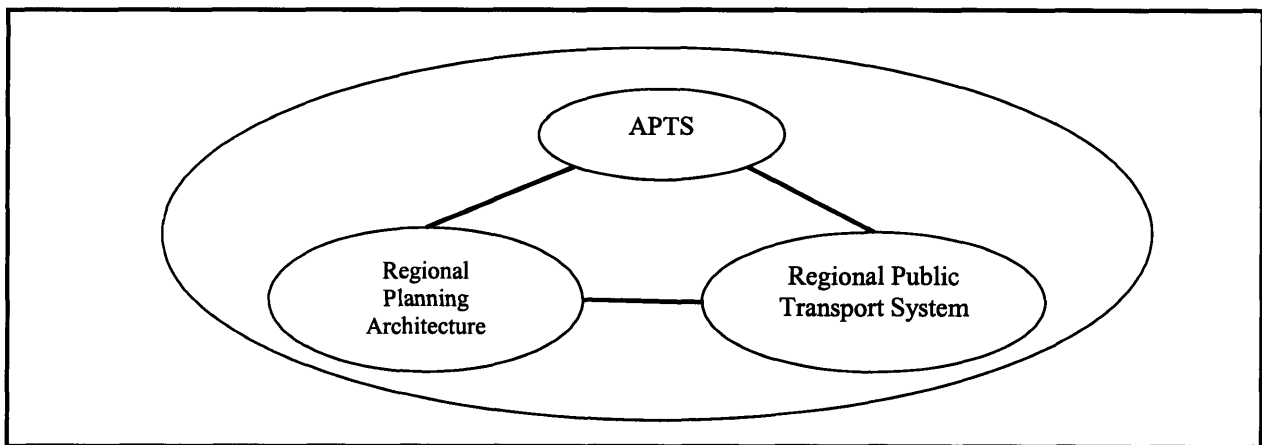 APTS
Regional
Planning
Architecture
Regional Public
Transport System